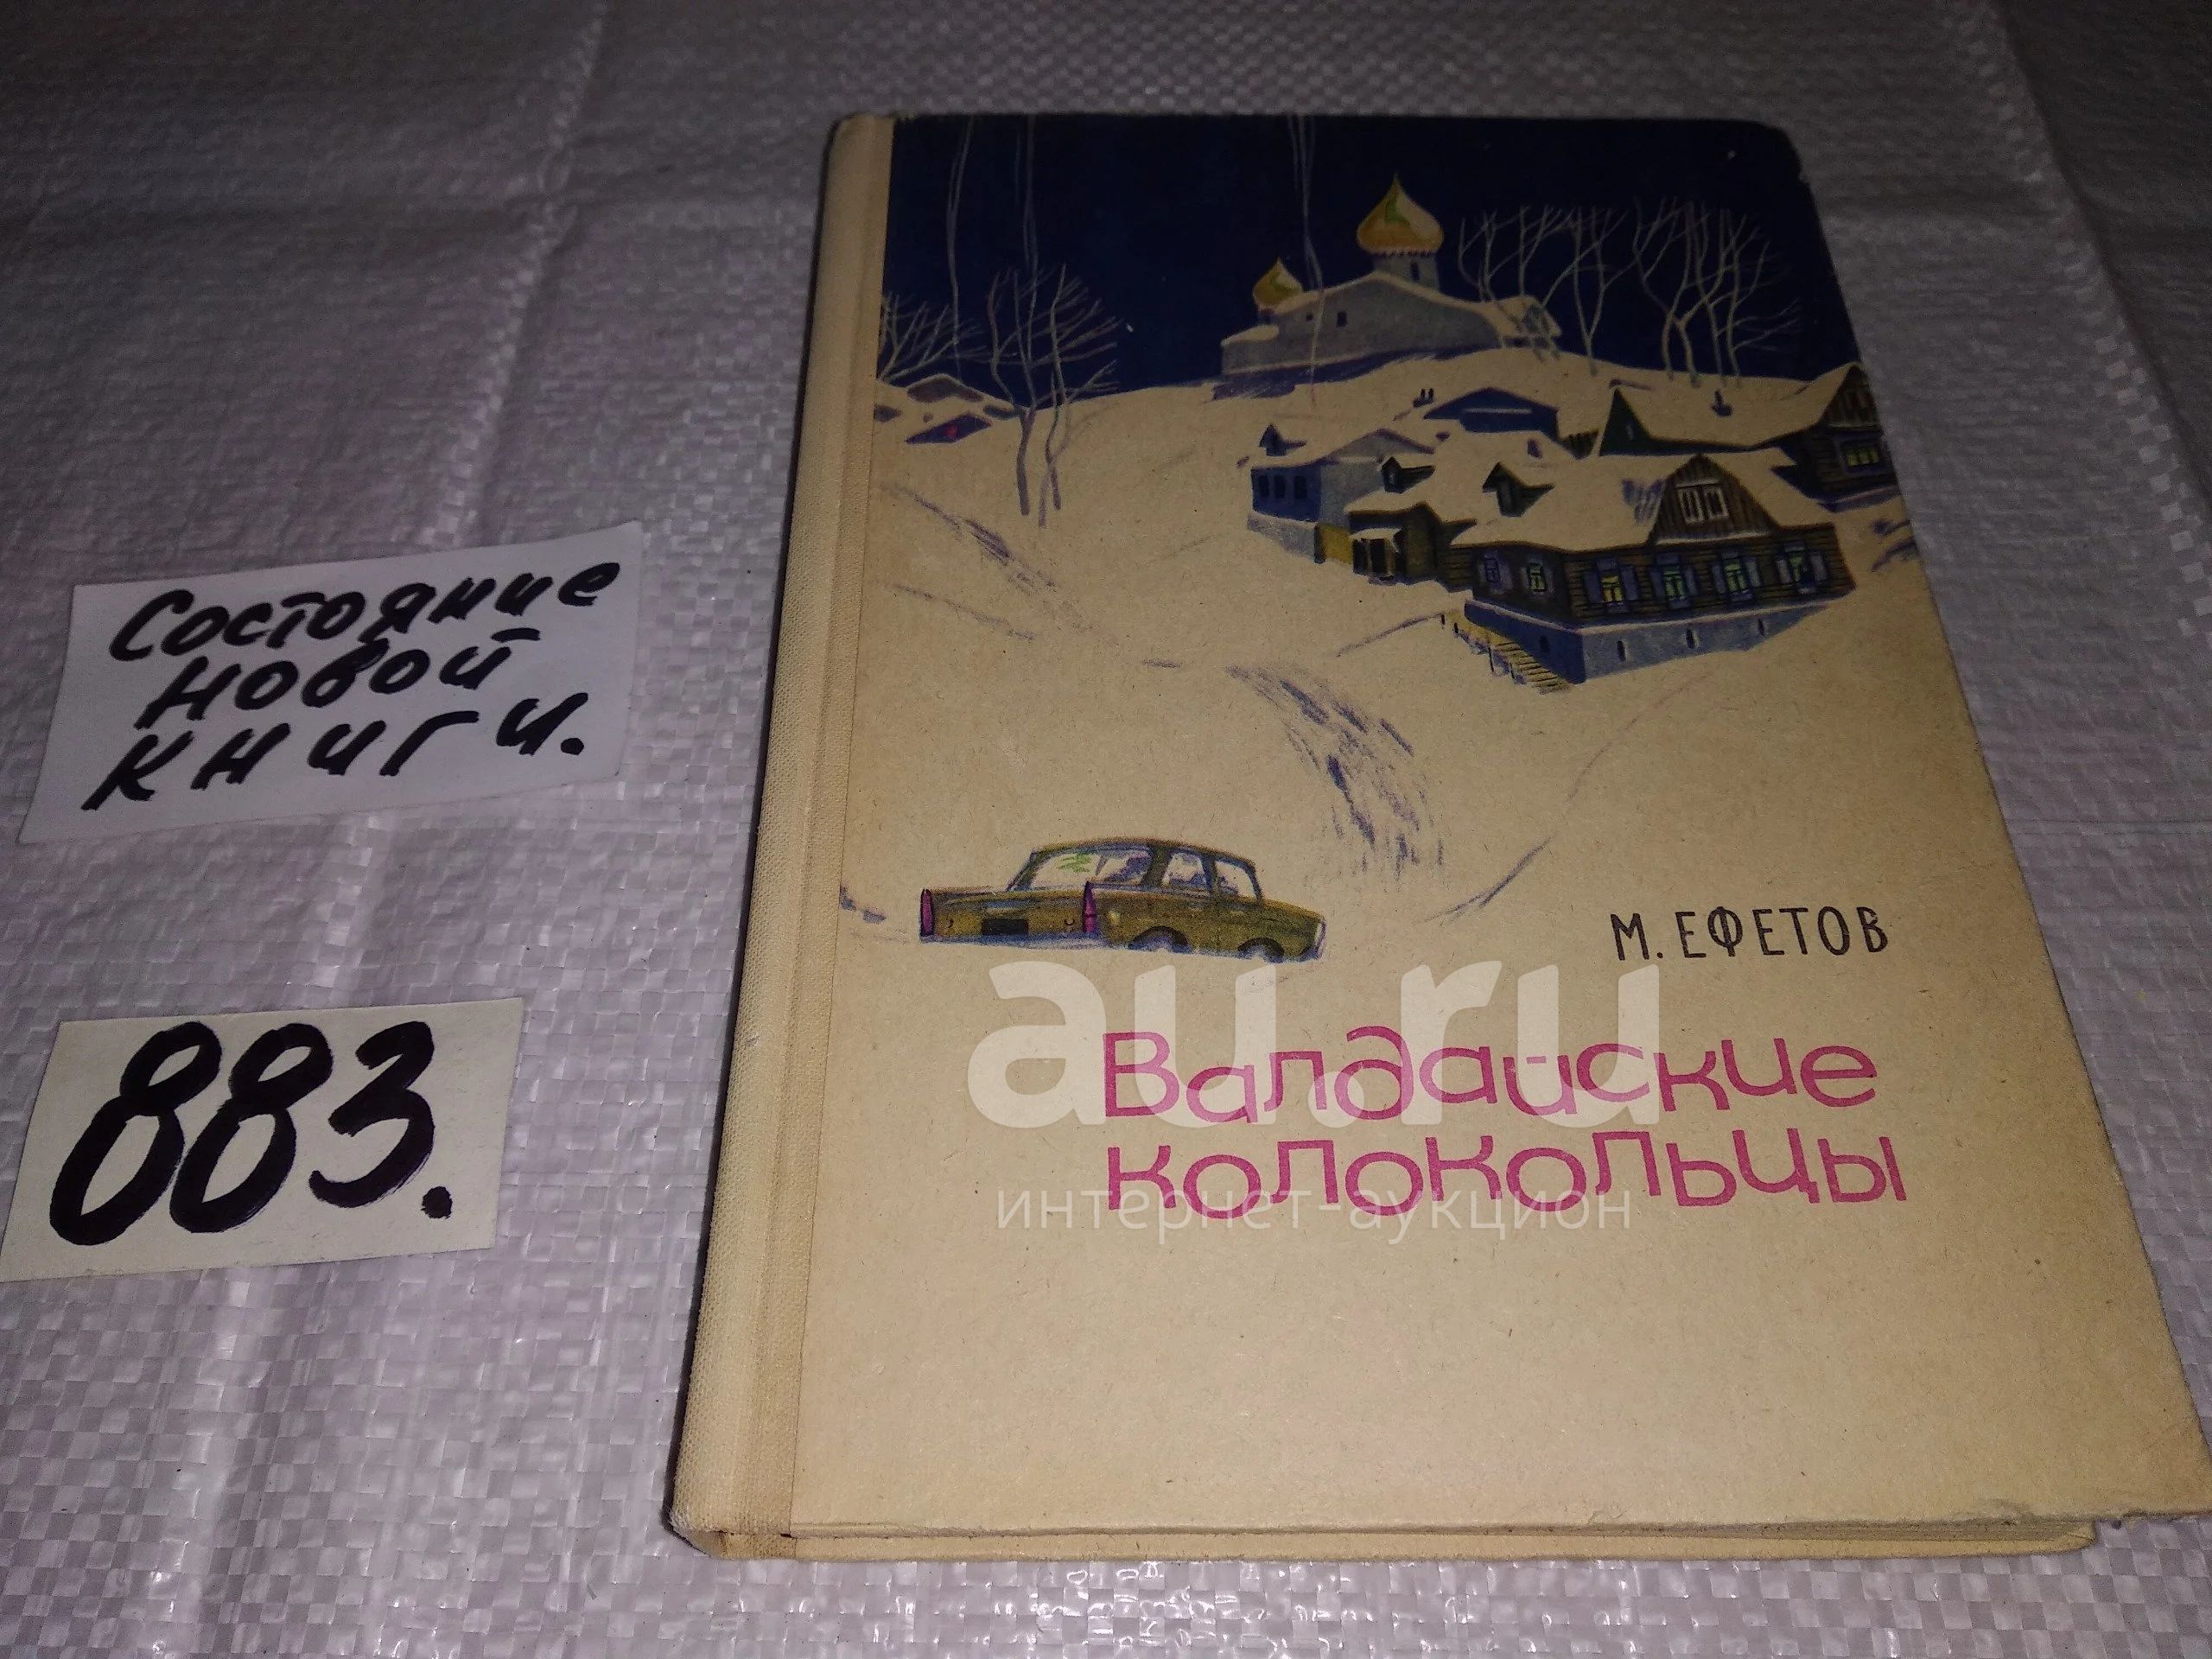 Состояние
новой
книги.
883.
М. ЕФЕТОВ
Валдайские
колокольцы
au.ru
интернет-аукцион